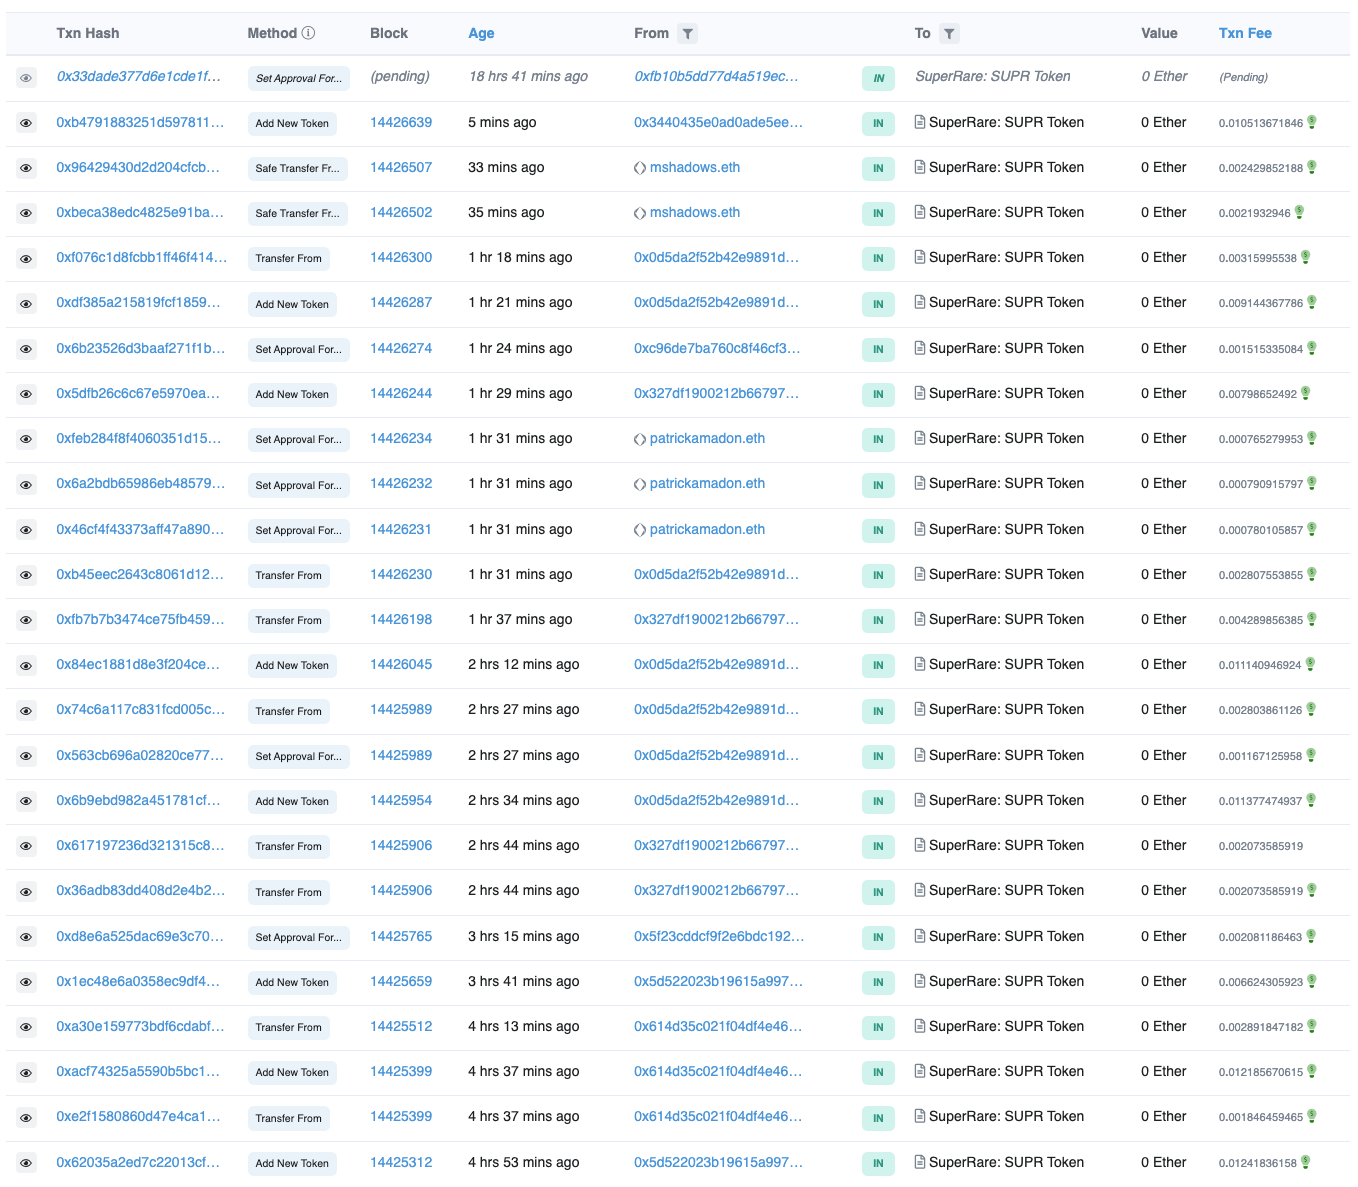 Txn Hash Method Block Age From To Value Txn Fee
0x33dade377d6e1cde1f... Set Approval For... (pending) 18 hrs 41 mins ago 0xfb10b5dd77d4a519ec... IN SuperRare: SUPR Token 0 Ether (Pending)
0xb4791883251d597811... Add New Token 14426639 5 mins ago 0x3440435e0ad0ade5ee... IN SuperRare: SUPR Token 0 Ether 0.010513671846
0x96429430d2d204cfcb... Safe Transfer Fr... 14426507 33 mins ago mshadows.eth IN SuperRare: SUPR Token 0 Ether 0.002429852188
0xbeca38edc4825e91ba... Safe Transfer Fr... 14426502 35 mins ago mshadows.eth IN SuperRare: SUPR Token 0 Ether 0.0021932946
0xf076c1d8fcbb1ff46f414... Transfer From 14426300 1 hr 18 mins ago 0x0d5da2f52b42e9891d... IN SuperRare: SUPR Token 0 Ether 0.00315995538
0xdf385a215819fcf1859... Add New Token 14426287 1 hr 21 mins ago 0x0d5da2f52b42e9891d... IN SuperRare: SUPR Token 0 Ether 0.009144367786
0x6b23526d3baaf271f1b... Set Approval For... 14426274 1 hr 24 mins ago 0xc96de7ba760c8f46cf3... IN SuperRare: SUPR Token 0 Ether 0.001515335084
0x5dfb26c6c67e5970ea... Add New Token 14426244 1 hr 29 mins ago 0x327df1900212b66797... IN SuperRare: SUPR Token 0 Ether 0.00798652492
0xfeb284f8f4060351d15... Set Approval For... 14426234 1 hr 31 mins ago patrickamadon.eth IN SuperRare: SUPR Token 0 Ether 0.000765279953
0x6a2bdb65986eb48579... Set Approval For... 14426232 1 hr 31 mins ago patrickamadon.eth IN SuperRare: SUPR Token 0 Ether 0.000790915797
0x46cf4f43373aff47a890... Set Approval For... 14426231 1 hr 31 mins ago patrickamadon.eth IN SuperRare: SUPR Token 0 Ether 0.000780105857
0xb45eec2643c8061d12... Transfer From 14426230 1 hr 31 mins ago 0x0d5da2f52b42e9891d... IN SuperRare: SUPR Token 0 Ether 0.002807553855
0xfb7b7b3474ce75fb459... Transfer From 14426198 1 hr 37 mins ago 0x327df1900212b66797... IN SuperRare: SUPR Token 0 Ether 0.004289856385
0x84ec1881d8e3f204ce... Add New Token 14426045 2 hrs 12 mins ago 0x0d5da2f52b42e9891d... IN SuperRare: SUPR Token 0 Ether 0.011140946924
0x74c6a117c831fcd005c... Transfer From 14425989 2 hrs 27 mins ago 0x0d5da2f52b42e9891d... IN SuperRare: SUPR Token 0 Ether 0.002803861126
0x563cb696a02820ce77... Set Approval For... 14425989 2 hrs 27 mins ago 0x0d5da2f52b42e9891d... IN SuperRare: SUPR Token 0 Ether 0.001167125958
0x6b9ebd982a451781cf... Add New Token 14425954 2 hrs 34 mins ago 0x0d5da2f52b42e9891d... IN SuperRare: SUPR Token 0 Ether 0.011377474937
0x617197236d321315c8... Transfer From 14425906 2 hrs 44 mins ago 0x327df1900212b66797... IN SuperRare: SUPR Token 0 Ether 0.002073585919
0x36adb83dd408d2e4b2... Transfer From 14425906 2 hrs 44 mins ago 0x327df1900212b66797... IN SuperRare: SUPR Token 0 Ether 0.002073585919
0xd8e6a525dac69e3c70... Set Approval For... 14425765 3 hrs 15 mins ago 0x5f23cddcf9f2e6bdc192... IN SuperRare: SUPR Token 0 Ether 0.002081186463
0x1ec48e6a0358ec9df4... Add New Token 14425659 3 hrs 41 mins ago 0x5d522023b19615a997... IN SuperRare: SUPR Token 0 Ether 0.006624305923
0xa30e159773bdf6cdabf... Transfer From 14425512 4 hrs 13 mins ago 0x614d35c021f04df4e46... IN SuperRare: SUPR Token 0 Ether 0.002891847182
0xacf74325a5590b5bc1... Add New Token 14425399 4 hrs 37 mins ago 0x614d35c021f04df4e46... IN SuperRare: SUPR Token 0 Ether 0.012185670615
0xe2f1580860d47e4ca1... Transfer From 14425399 4 hrs 37 mins ago 0x614d35c021f04df4e46... IN SuperRare: SUPR Token 0 Ether 0.001846459465
0x62035a2ed7c22013cf... Add New Token 14425312 4 hrs 53 mins ago 0x5d522023b19615a997... IN SuperRare: SUPR Token 0 Ether 0.01241836158